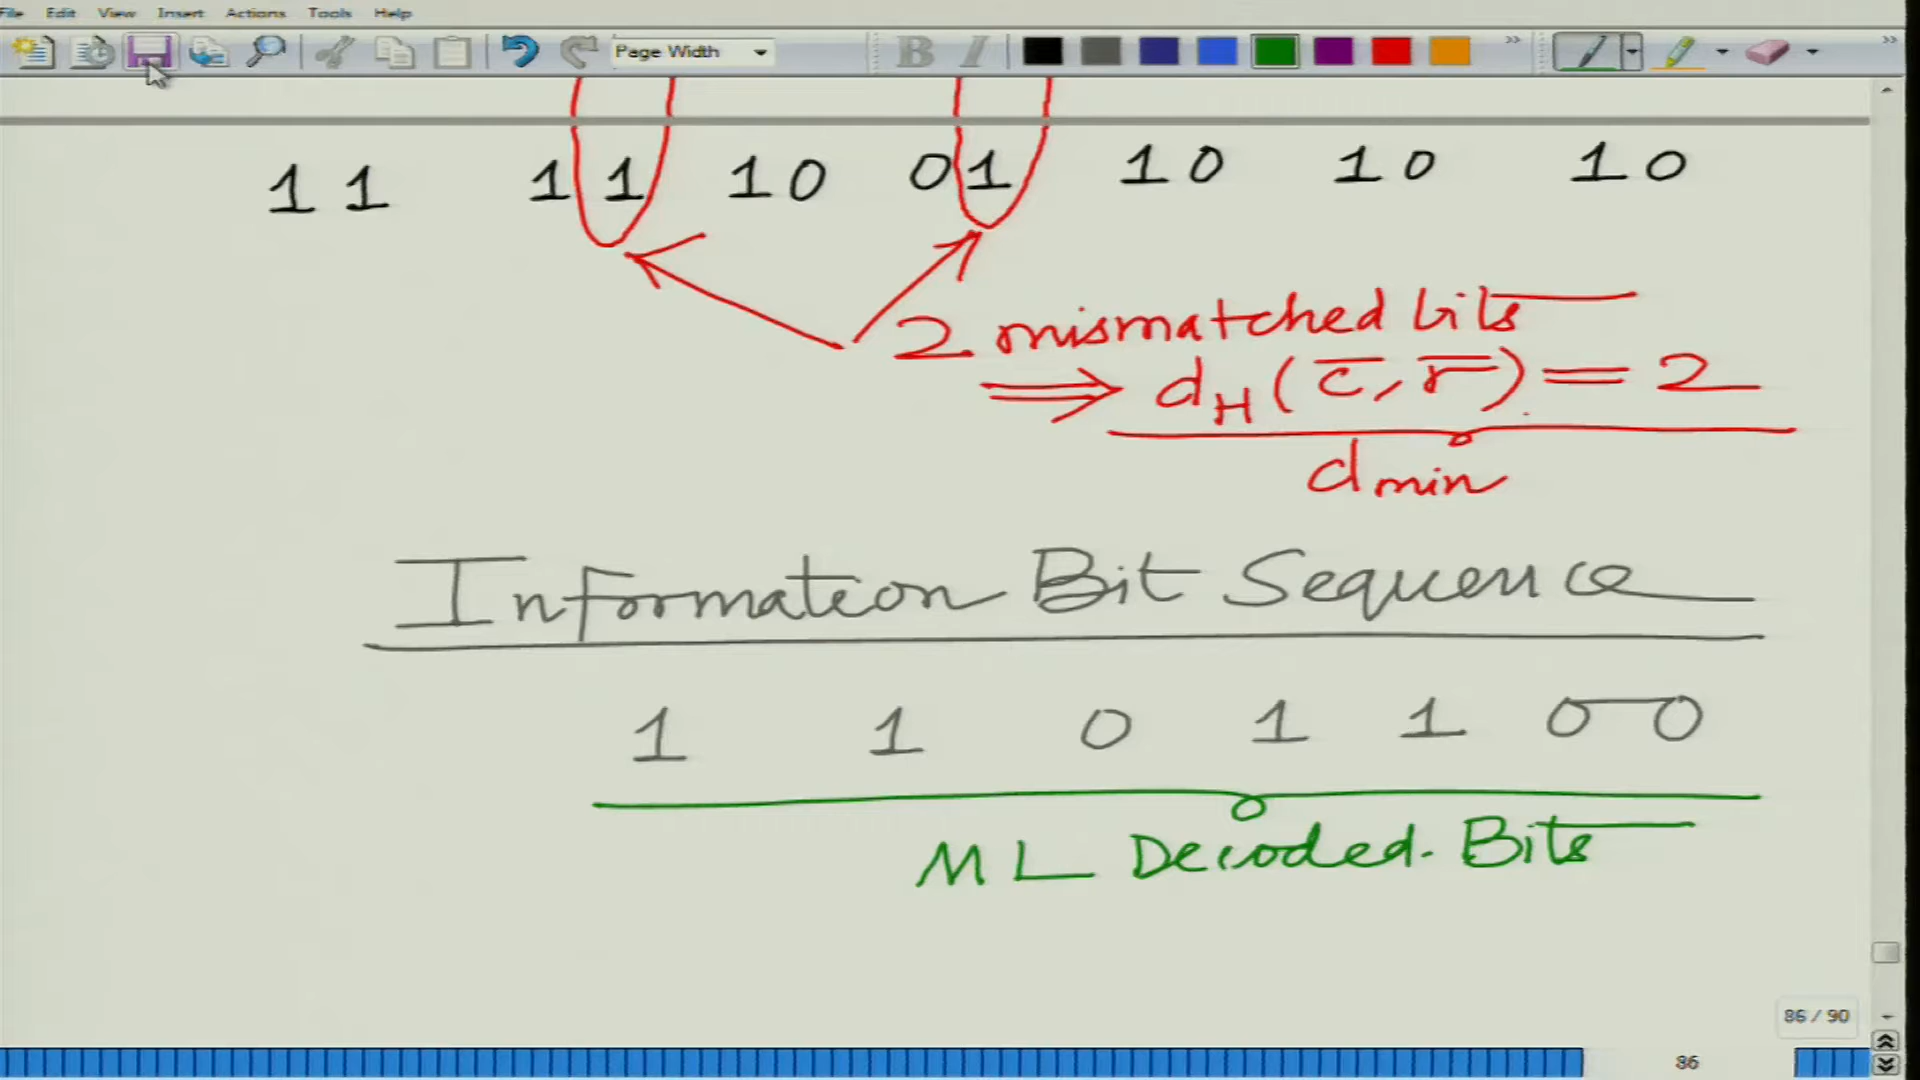 File Edit View Insert Actions Tools Help
Page Width B I
11 11 10 01 10 10 10
2 mismatched bits
⇒ dH(c̅, r̅) = 2
dmin
Information Bit Sequence
1 1 0 1 1 0 0
ML Decoded. Bits
86 / 90
86